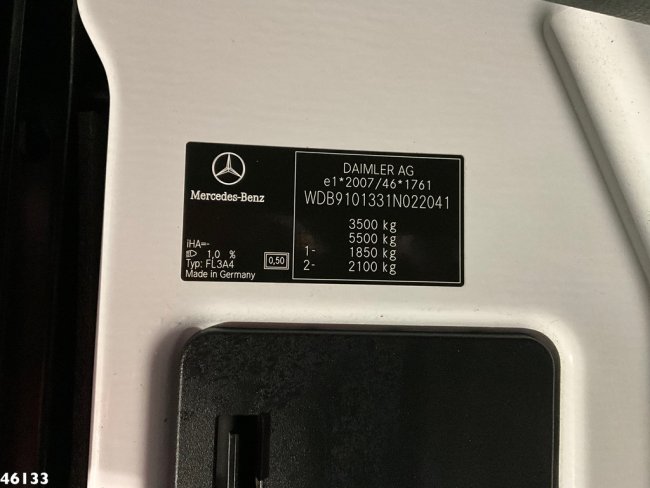 Mercedes-Benz
iHA=-
1,0 %
Typ: FL3A4
Made in Germany
0,50
DAIMLER AG
e1*2007/46*1761
WDB9101331N022041
3500 kg
5500 kg
1- 1850 kg
2- 2100 kg
46133